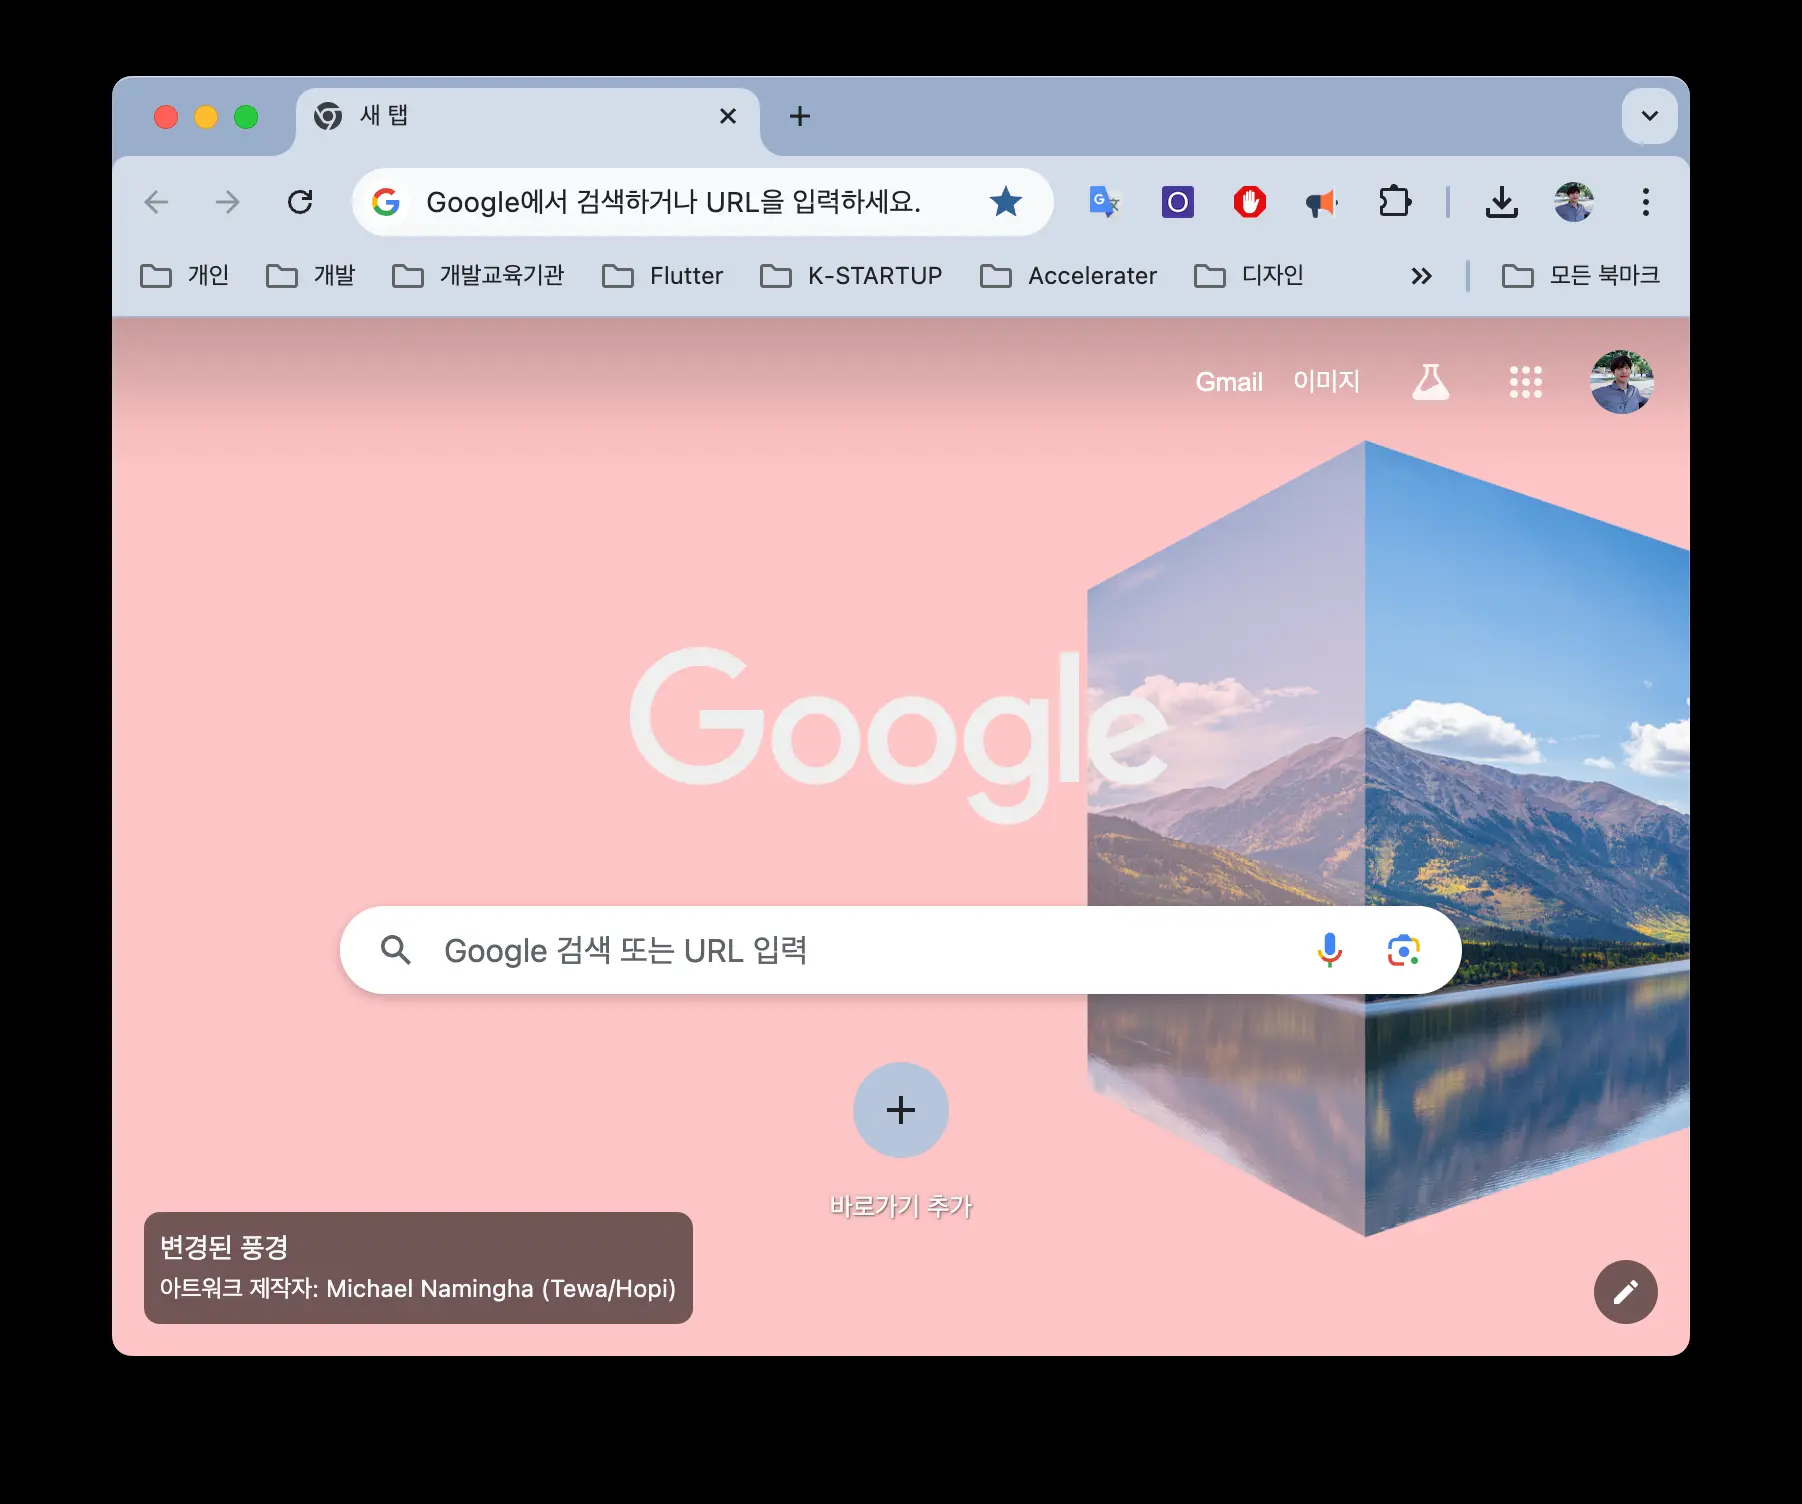 새 탭
Google에서 검색하거나 URL을 입력하세요.
개인 개발 개발교육기관 Flutter K-STARTUP Accelerater 디자인 모든 북마크
Gmail 이미지
Google
Google 검색 또는 URL 입력
바로가기 추가
변경된 풍경
아트워크 제작자: Michael Namingha (Tewa/Hopi)